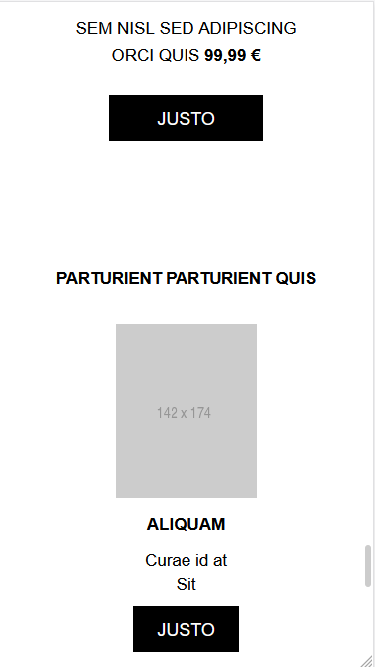 SEM NISL SED ADIPISCING
ORCI QUIS 99,99 €
JUSTO
PARTURIENT PARTURIENT QUIS
142 x 174
ALIQUAM
Curae id at
Sit
JUSTO